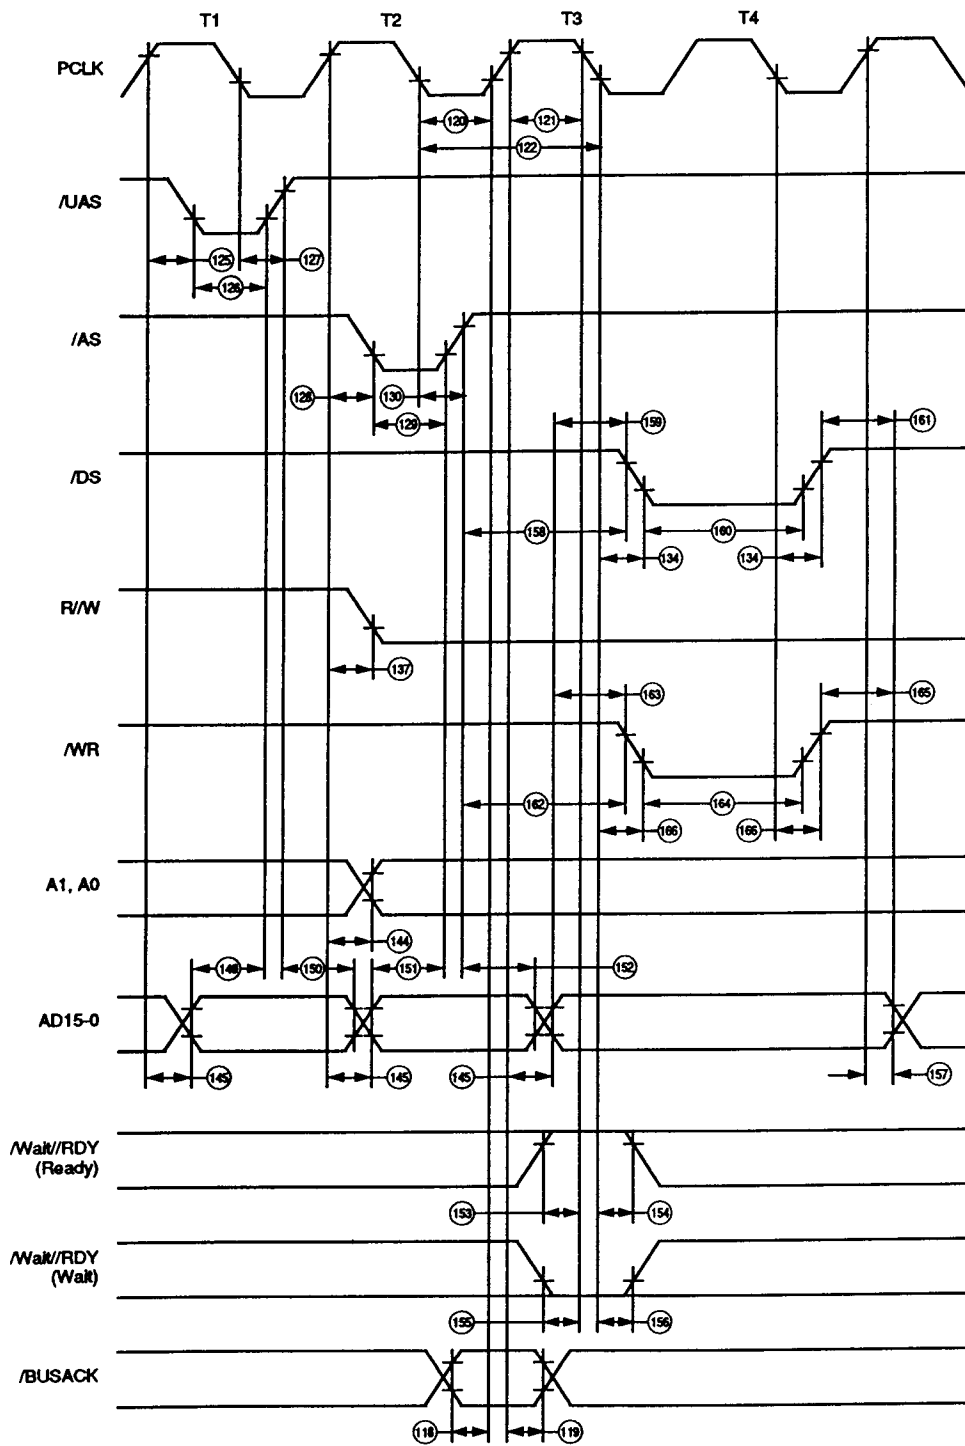 T1 T2 T3 T4
PCLK
120 121
122
/UAS
125 127
126
/AS
128 130
129
159 161
/DS
158 160
134 134
R//W
137
163 165
/WR
162 164
166 166
A1, A0
144
146 150 151 152
AD15-0
145 145 145 157
/Wait//RDY
(Ready)
153 154
/Wait//RDY
(Wait)
155 156
/BUSACK
118 119